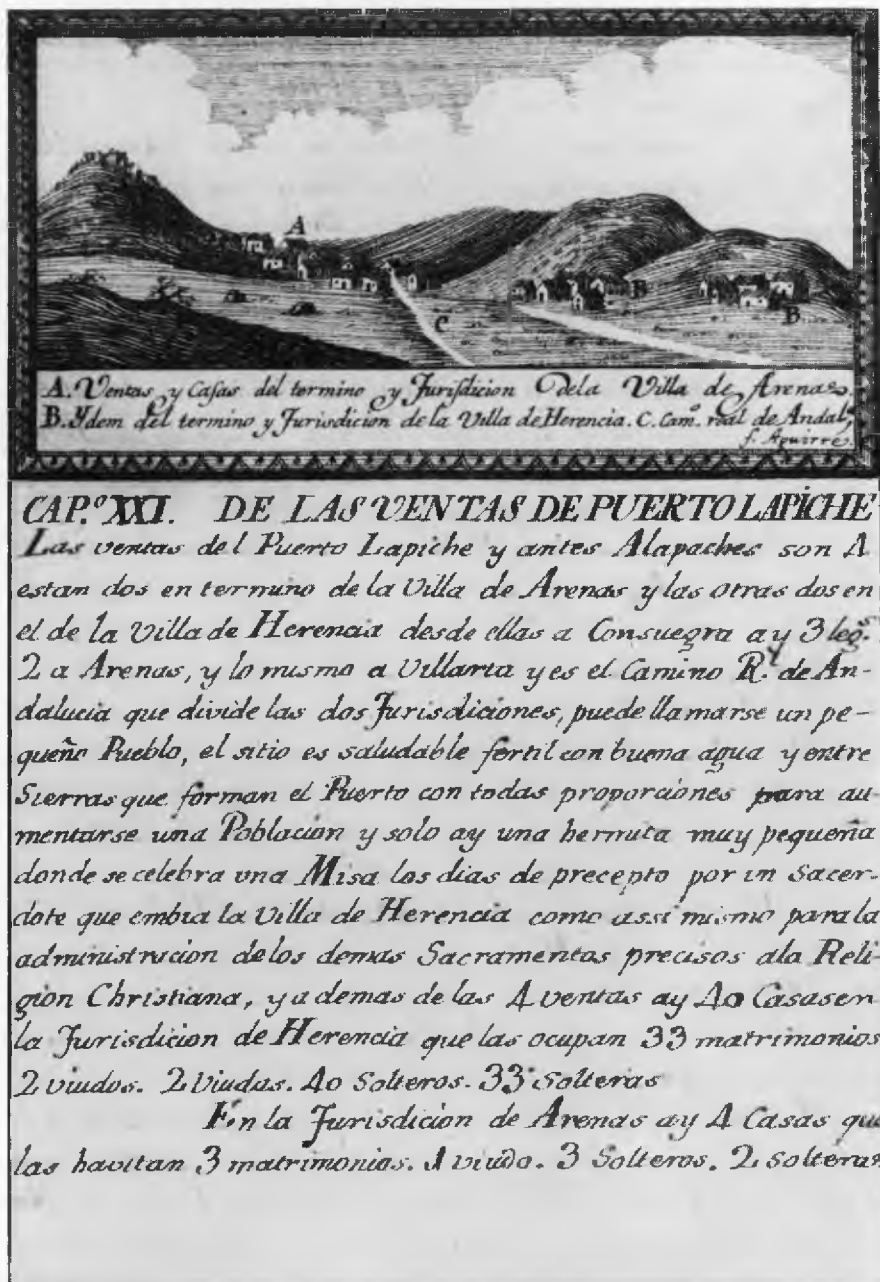 A
B
C
B
A. Ventas y Casas del termino y Jurisdicion dela Villa de Arenas.
B. Ydem del termino y Jurisdicion de la Villa de Herencia. C. Cam.º real de Andal.ª
f. Aguirre.
CAP.º XXI. DE LAS VENTAS DE PUERTO LAPICHE
Las ventas del Puerto Lapiche y antes Alapaches son 4
estan dos en termino de la Villa de Arenas y las otras dos en
el de la Villa de Herencia desde ellas a Consuegra ay 3 leg.s
2 a Arenas, y lo mismo a Villarta y es el Camino R.l de An-
dalucia que divide las dos Jurisdiciones, puede llamarse un pe-
queño Pueblo, el sitio es saludable fertil con buena agua y entre
Sierras que forman el Puerto con todas proporciones para au-
mentarse una Poblacion y solo ay una hermita muy pequeña
donde se celebra una Misa los dias de precepto por un Sacer-
dote que embia la Villa de Herencia como assi mismo para la
administracion delos demas Sacramentos precisos ala Reli-
gion Christiana, y a demas de las 4 ventas ay 40 Casas en
la Jurisdicion de Herencia que las ocupan 33 matrimonios
2 viudos. 2 Viudas. 40 Solteros. 33 Solteras
En la Jurisdicion de Arenas ay 4 Casas que
las havitan 3 matrimonios. 1 viudo. 3 Solteros. 2 Solteras